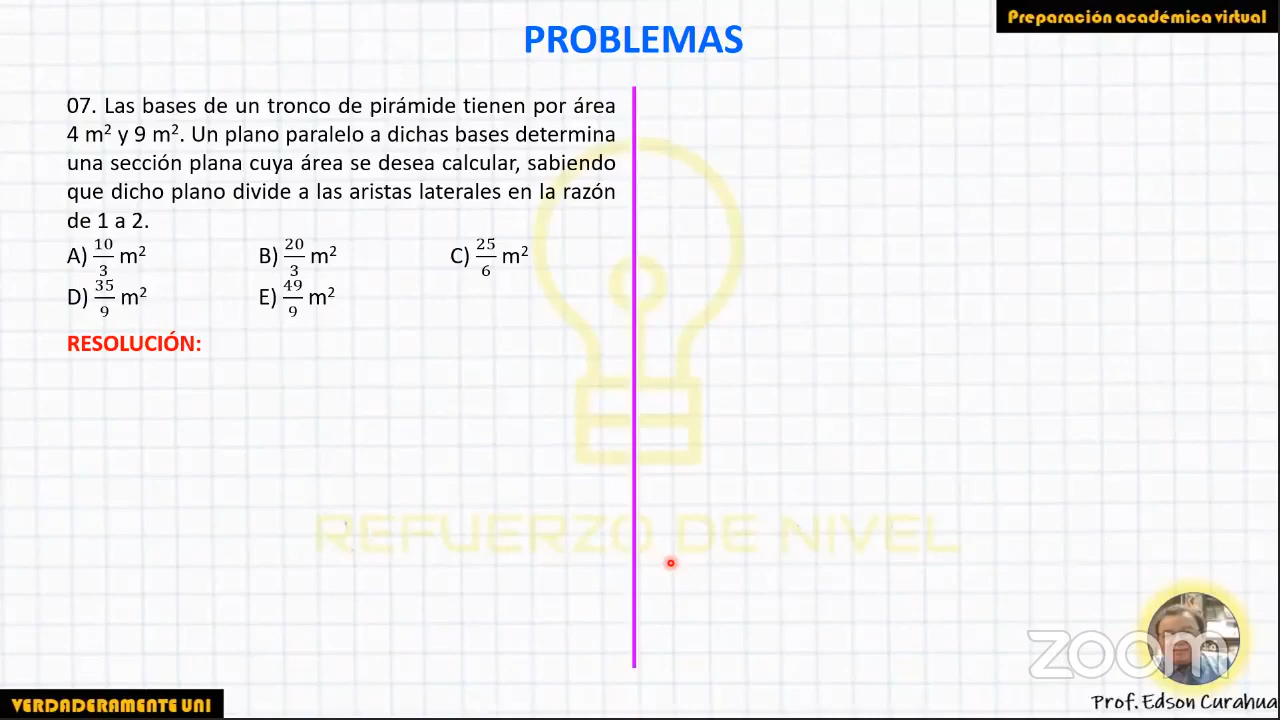 Preparación académica virtual
PROBLEMAS
07. Las bases de un tronco de pirámide tienen por área
4 m² y 9 m². Un plano paralelo a dichas bases determina
una sección plana cuya área se desea calcular, sabiendo
que dicho plano divide a las aristas laterales en la razón
de 1 a 2.
A) 10/3 m² B) 20/3 m² C) 25/6 m²
D) 35/9 m² E) 49/9 m²
RESOLUCIÓN:
REFUERZO DE NIVEL
zoom
VERDADERAMENTE UNI
Prof. Edson Curahua